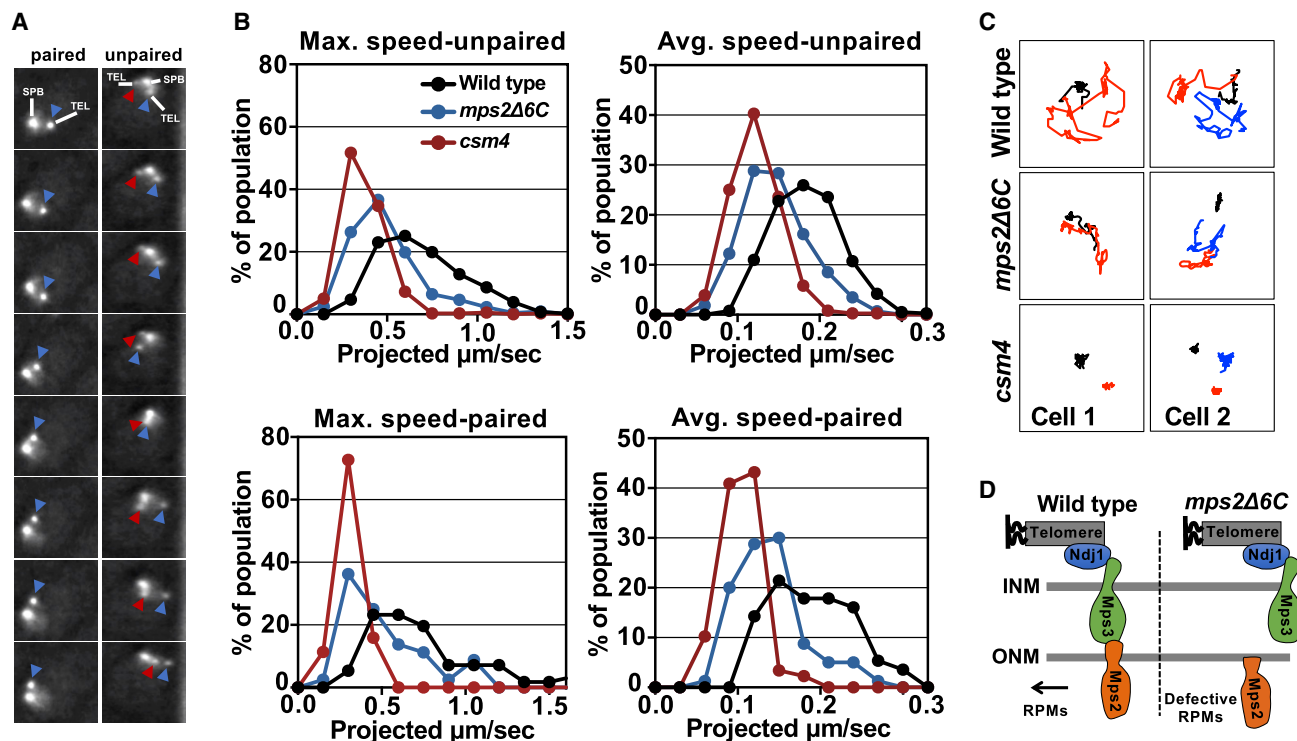 A
paired
unpaired
SPB
TEL
TEL
SPB
TEL
B
Max. speed-unpaired
% of population
80
60
40
20
0
0.0
0.5
1.0
1.5
Projected µm/sec
Wild type
mps2Δ6C
csm4
Avg. speed-unpaired
% of population
50
40
30
20
10
0
0.0
0.1
0.2
0.3
Projected µm/sec
Max. speed-paired
% of population
80
60
40
20
0
0.0
0.5
1.0
1.5
Projected µm/sec
Avg. speed-paired
% of population
50
40
30
20
10
0
0.0
0.1
0.2
0.3
Projected µm/sec
C
Wild type
mps2Δ6C
csm4
Cell 1
Cell 2
D
Wild type
mps2Δ6C
Telomere
Ndj1
Telomere
Ndj1
INM
Mps3
Mps3
ONM
Mps2
Mps2
RPMs
Defective
RPMs